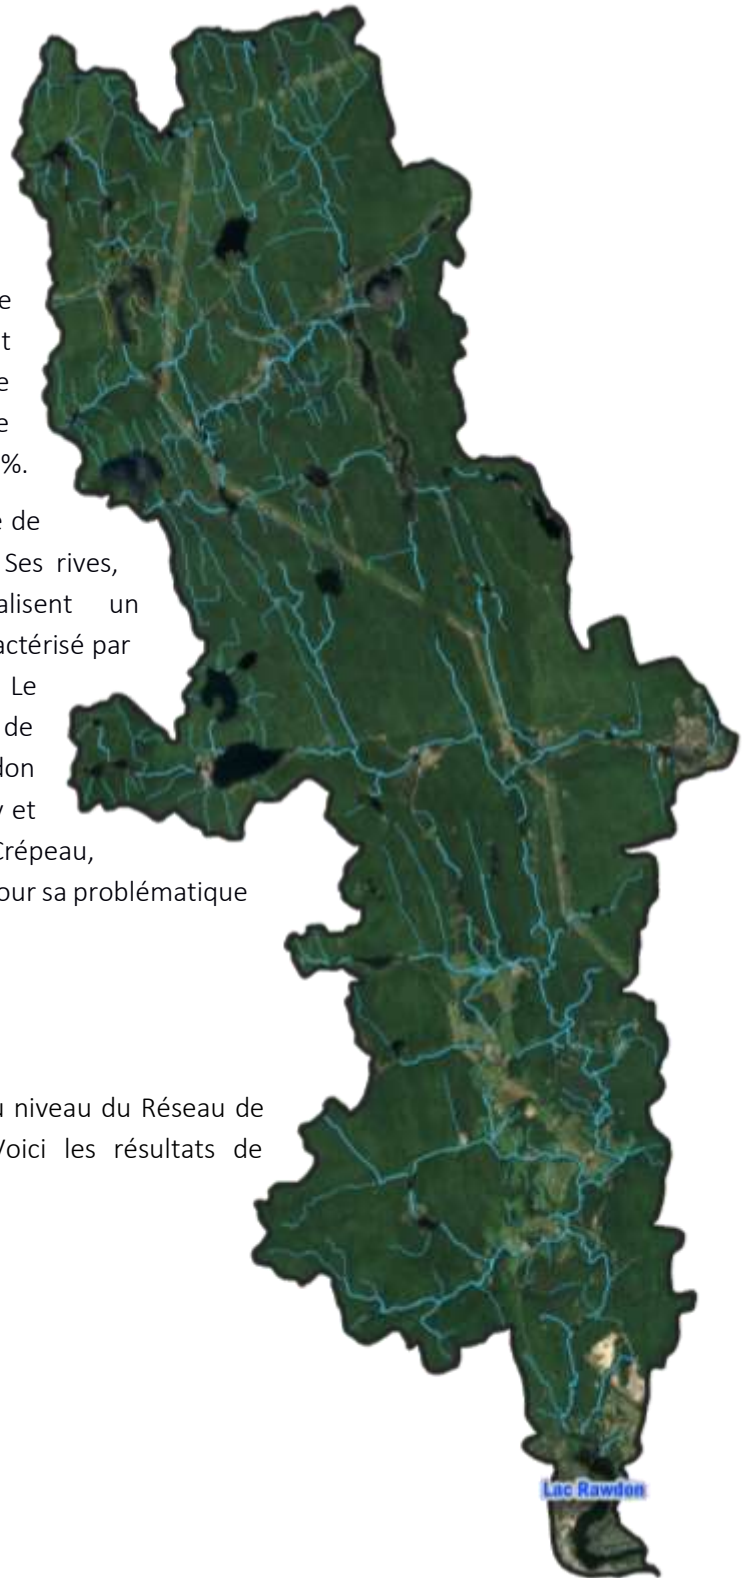 e
t
e
e
%.
e de
Ses rives,
alisent un
actérisé par
Le
de
don
y et
Crépeau,
our sa problématique
u niveau du Réseau de
Voici les résultats de
Lac Rawdon